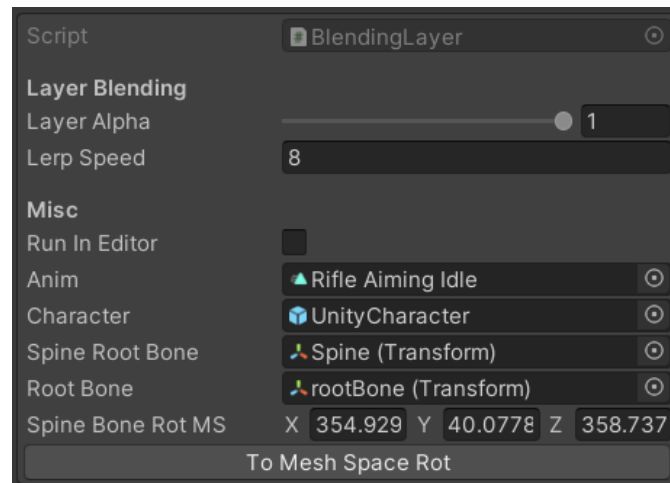 Script BlendingLayer
Layer Blending
Layer Alpha 1
Lerp Speed 8
Misc
Run In Editor
Anim Rifle Aiming Idle
Character UnityCharacter
Spine Root Bone Spine (Transform)
Root Bone rootBone (Transform)
Spine Bone Rot MS X 354.929 Y 40.0778 Z 358.737
To Mesh Space Rot